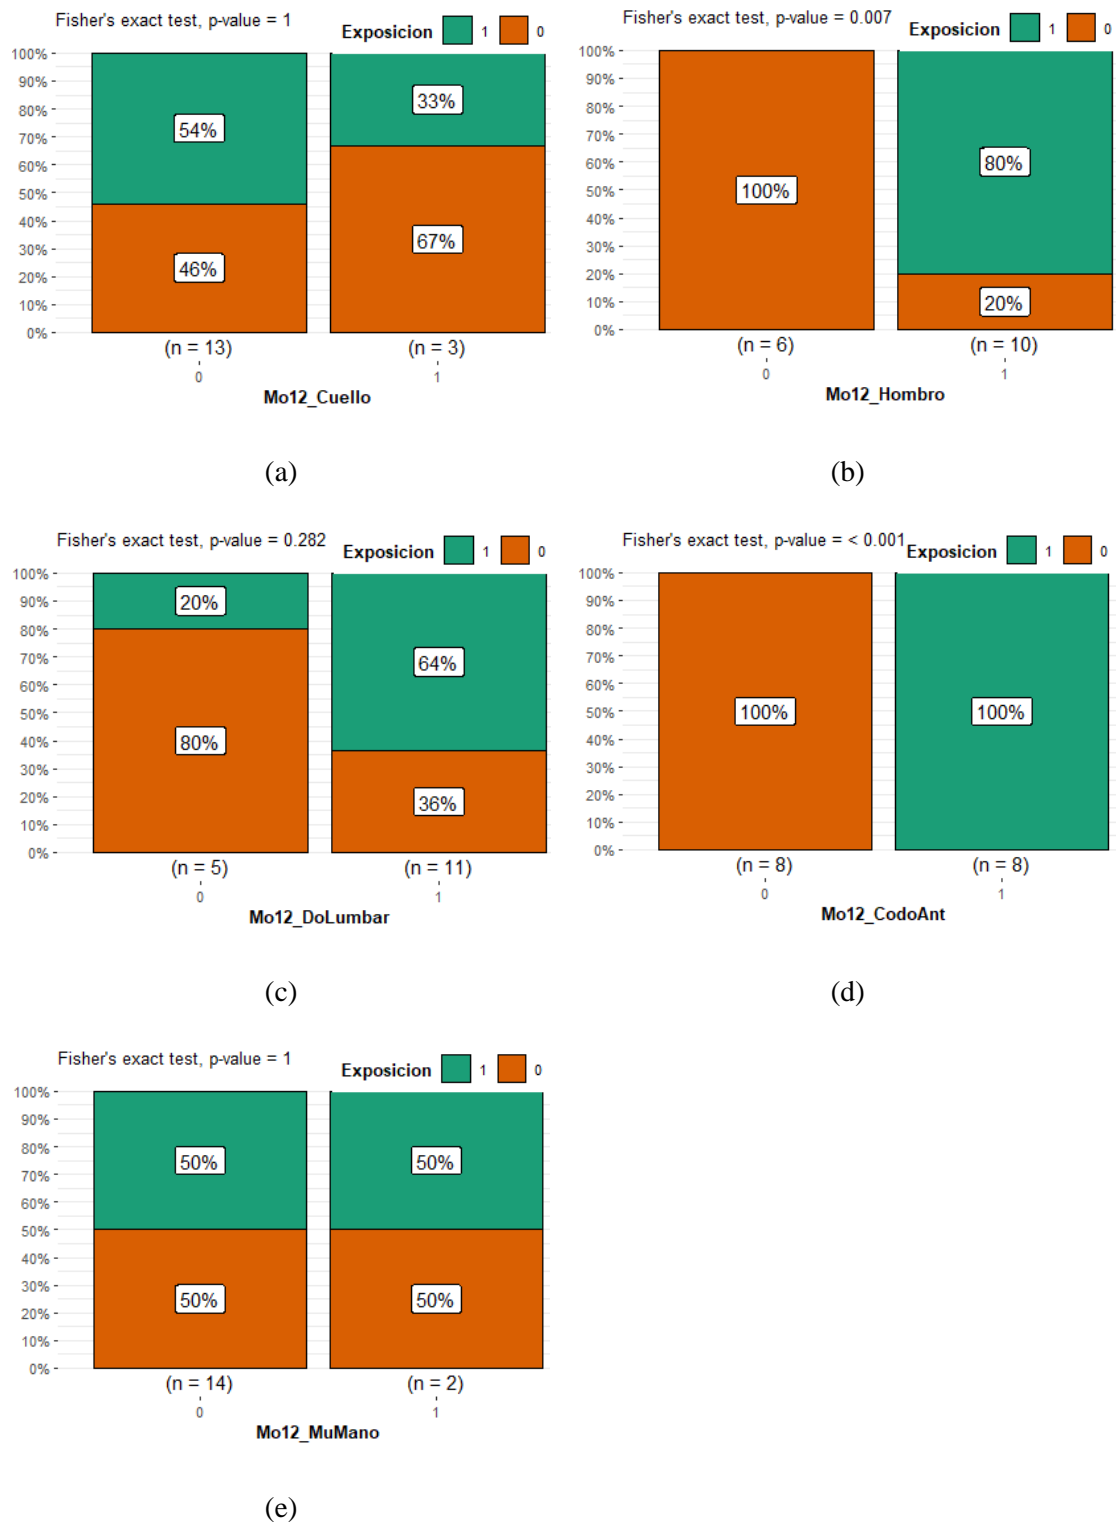 Fisher's exact test, p-value = 1
Exposicion 1 0
100%
90%
80%
70%
60%
50%
40%
30%
20%
10%
0%
54%
46%
33%
67%
(n = 13)
(n = 3)
0
1
Mo12_Cuello
(a)
Fisher's exact test, p-value = 0.007
Exposicion 1 0
100%
90%
80%
70%
60%
50%
40%
30%
20%
10%
0%
100%
80%
20%
(n = 6)
(n = 10)
0
1
Mo12_Hombro
(b)
Fisher's exact test, p-value = 0.282
Exposicion 1 0
100%
90%
80%
70%
60%
50%
40%
30%
20%
10%
0%
20%
80%
64%
36%
(n = 5)
(n = 11)
0
1
Mo12_DoLumbar
(c)
Fisher's exact test, p-value = < 0.001
Exposicion 1 0
100%
90%
80%
70%
60%
50%
40%
30%
20%
10%
0%
100%
100%
(n = 8)
(n = 8)
0
1
Mo12_CodoAnt
(d)
Fisher's exact test, p-value = 1
Exposicion 1 0
100%
90%
80%
70%
60%
50%
40%
30%
20%
10%
0%
50%
50%
50%
50%
(n = 14)
(n = 2)
0
1
Mo12_MuMano
(e)